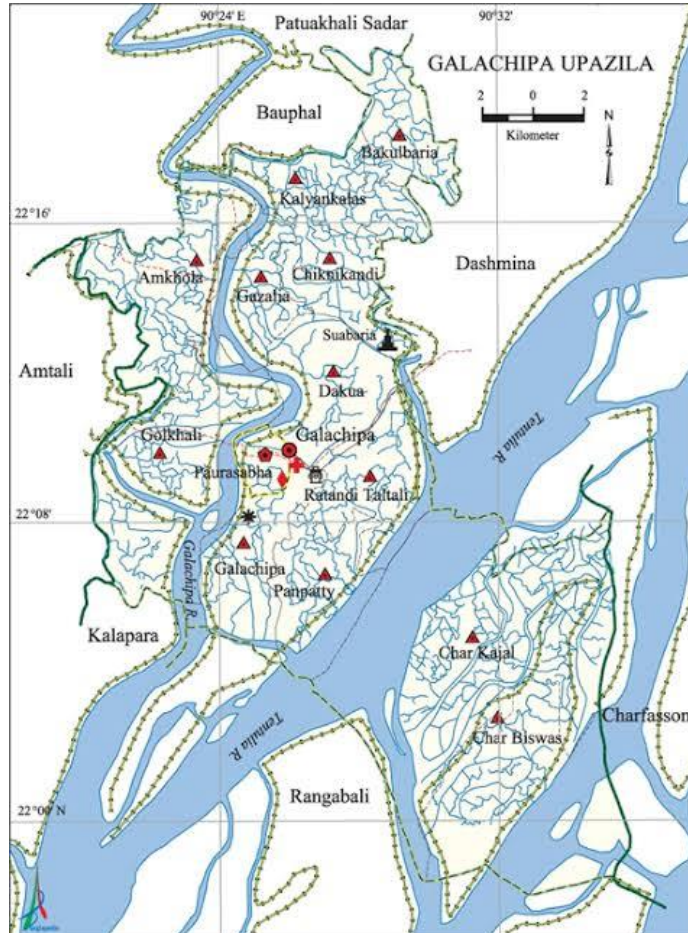 90°24′ E
Patuakhali Sadar
90°32′
GALACHIPA UPAZILA
2 0 2
Kilometer
N
Bauphal
Bakulbaria
Kalyankalas
22°16′
Amkhola
Chiknikandi
Gazalia
Dashmina
Suabaria
Amtali
Dakua
Tentulia R.
Golkhali
Galachipa
Paurasabha
Ratandi Taltali
22°08′
Galachipa R.
Galachipa
Panpatty
Kalapara
Char Kajal
Tentulia R.
Char Biswas
Charfasson
Rangabali
22°00′ N